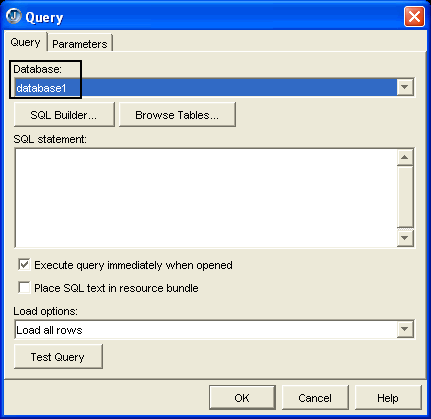 Query
Query Parameters
Database:
database1
SQL Builder... Browse Tables...
SQL statement:
Execute query immediately when opened
Place SQL text in resource bundle
Load options:
Load all rows
Test Query
OK Cancel Help